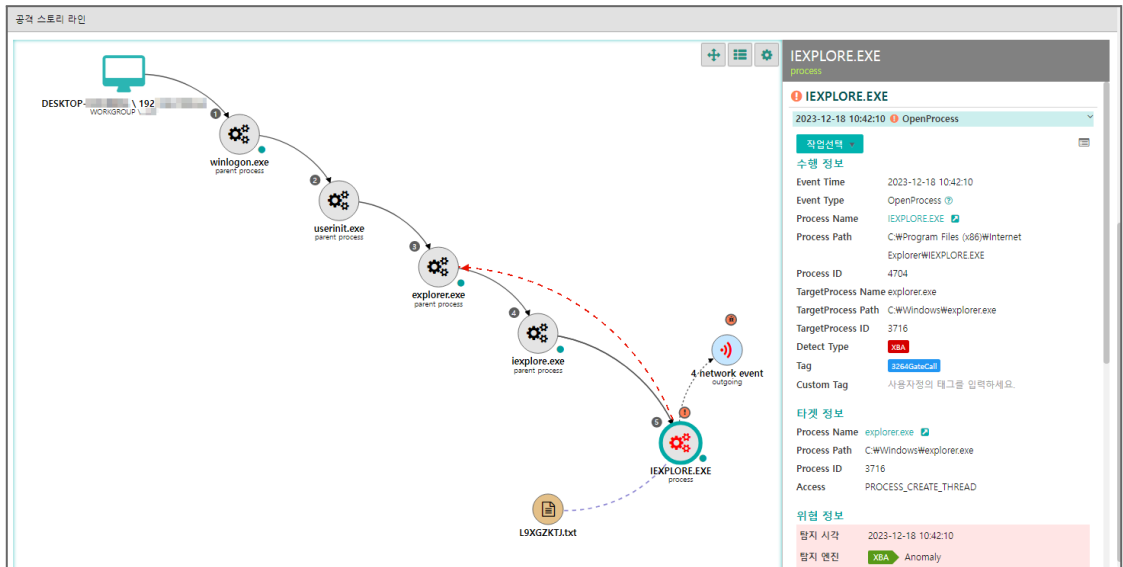 공격 스토리 라인
DESKTOP- \ 192
WORKGROUP \
1
winlogon.exe
parent process
2
userinit.exe
parent process
3
explorer.exe
parent process
4
iexplore.exe
parent process
4 network event
outgoing
5
IEXPLORE.EXE
process
L9XGZKTJ.txt
IEXPLORE.EXE
process
IEXPLORE.EXE
2023-12-18 10:42:10 OpenProcess
작업선택
수행 정보
Event Time 2023-12-18 10:42:10
Event Type OpenProcess
Process Name IEXPLORE.EXE
Process Path C:₩Program Files (x86)₩Internet
Explorer₩IEXPLORE.EXE
Process ID 4704
TargetProcess Name explorer.exe
TargetProcess Path C:₩Windows₩explorer.exe
TargetProcess ID 3716
Detect Type XBA
Tag 3264GateCall
Custom Tag 사용자정의 태그를 입력하세요.
타겟 정보
Process Name explorer.exe
Process Path C:₩Windows₩explorer.exe
Process ID 3716
Access PROCESS_CREATE_THREAD
위협 정보
탐지 시각 2023-12-18 10:42:10
탐지 엔진 XBA Anomaly